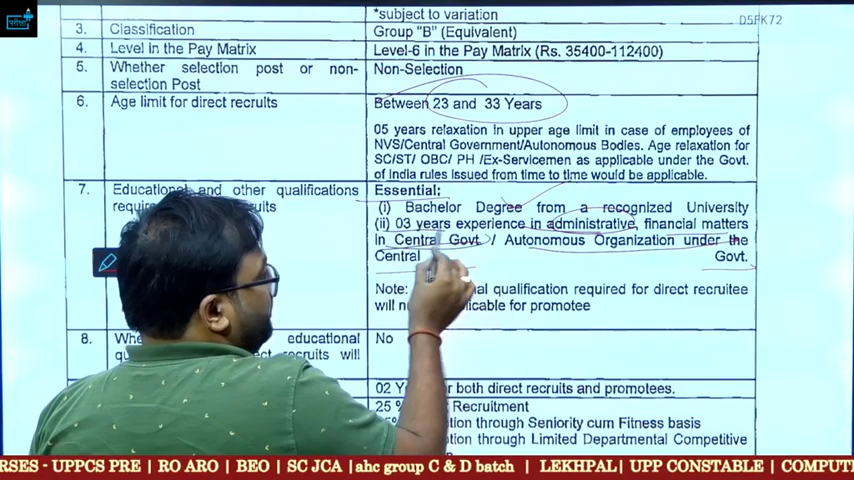 परीक्षा
*subject to variation
D5FK72
3. Classification Group "B" (Equivalent)
4. Level in the Pay Matrix Level-6 in the Pay Matrix (Rs. 35400-112400)
5. Whether selection post or non- Non-Selection
selection Post
6. Age limit for direct recruits Between 23 and 33 Years
05 years relaxation in upper age limit in case of employees of
NVS/Central Government/Autonomous Bodies. Age relaxation for
SC/ST/ OBC/ PH /Ex-Servicemen as applicable under the Govt.
of India rules issued from time to time would be applicable.
7. Educational and other qualifications Essential:
(i) Bachelor Degree from a recognized University
(ii) 03 years experience in administrative, financial matters
in Central Govt. / Autonomous Organization under the
Central Govt.
Note: qualification required for direct recruitee
will for promotee
8. educational No
recruits will
02 both direct recruits and promotees.
25 % Recruitment
through Seniority cum Fitness basis
through Limited Departmental Competitive
- UPPCS PRE | RO ARO | BEO | SC JCA |ahc group C & D batch | LEKHPAL| UPP CONSTABLE |